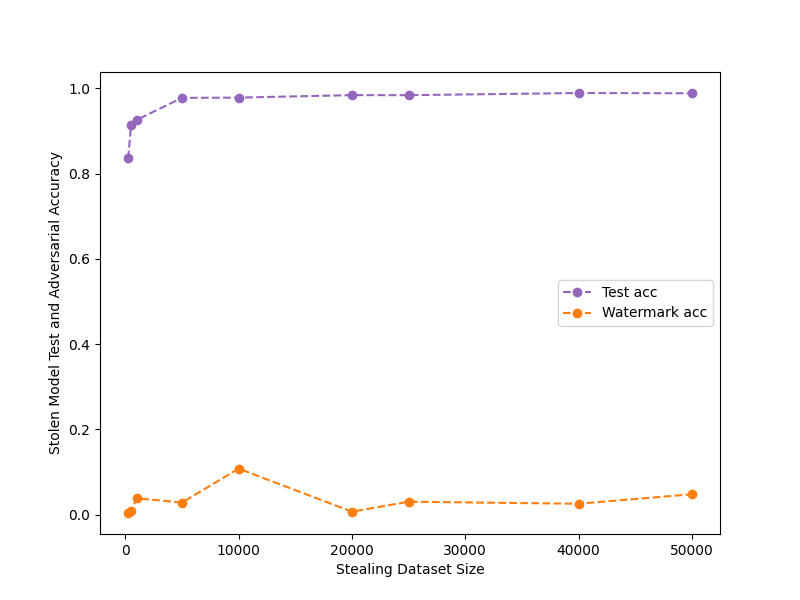 1.0
0.8
0.6
0.4
0.2
0.0
Stolen Model Test and Adversarial Accuracy
Test acc
Watermark acc
0 10000 20000 30000 40000 50000
Stealing Dataset Size